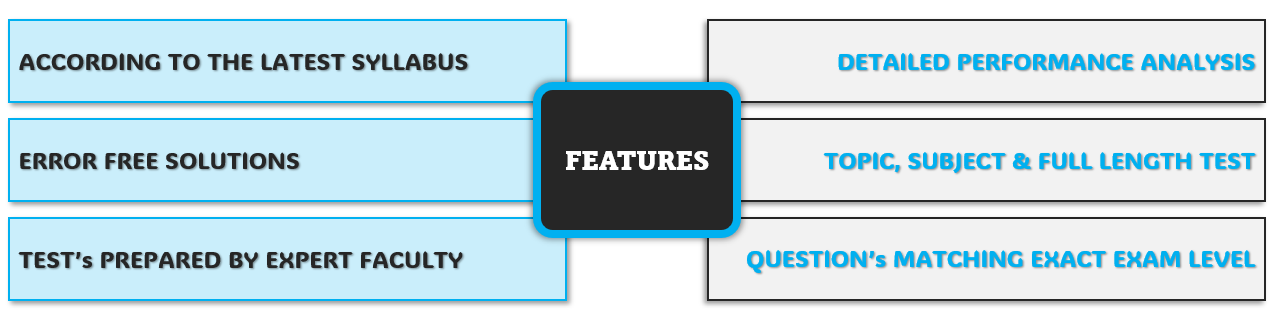 ACCORDING TO THE LATEST SYLLABUS
ERROR FREE SOLUTIONS
TEST's PREPARED BY EXPERT FACULTY
FEATURES
DETAILED PERFORMANCE ANALYSIS
TOPIC, SUBJECT & FULL LENGTH TEST
QUESTION's MATCHING EXACT EXAM LEVEL